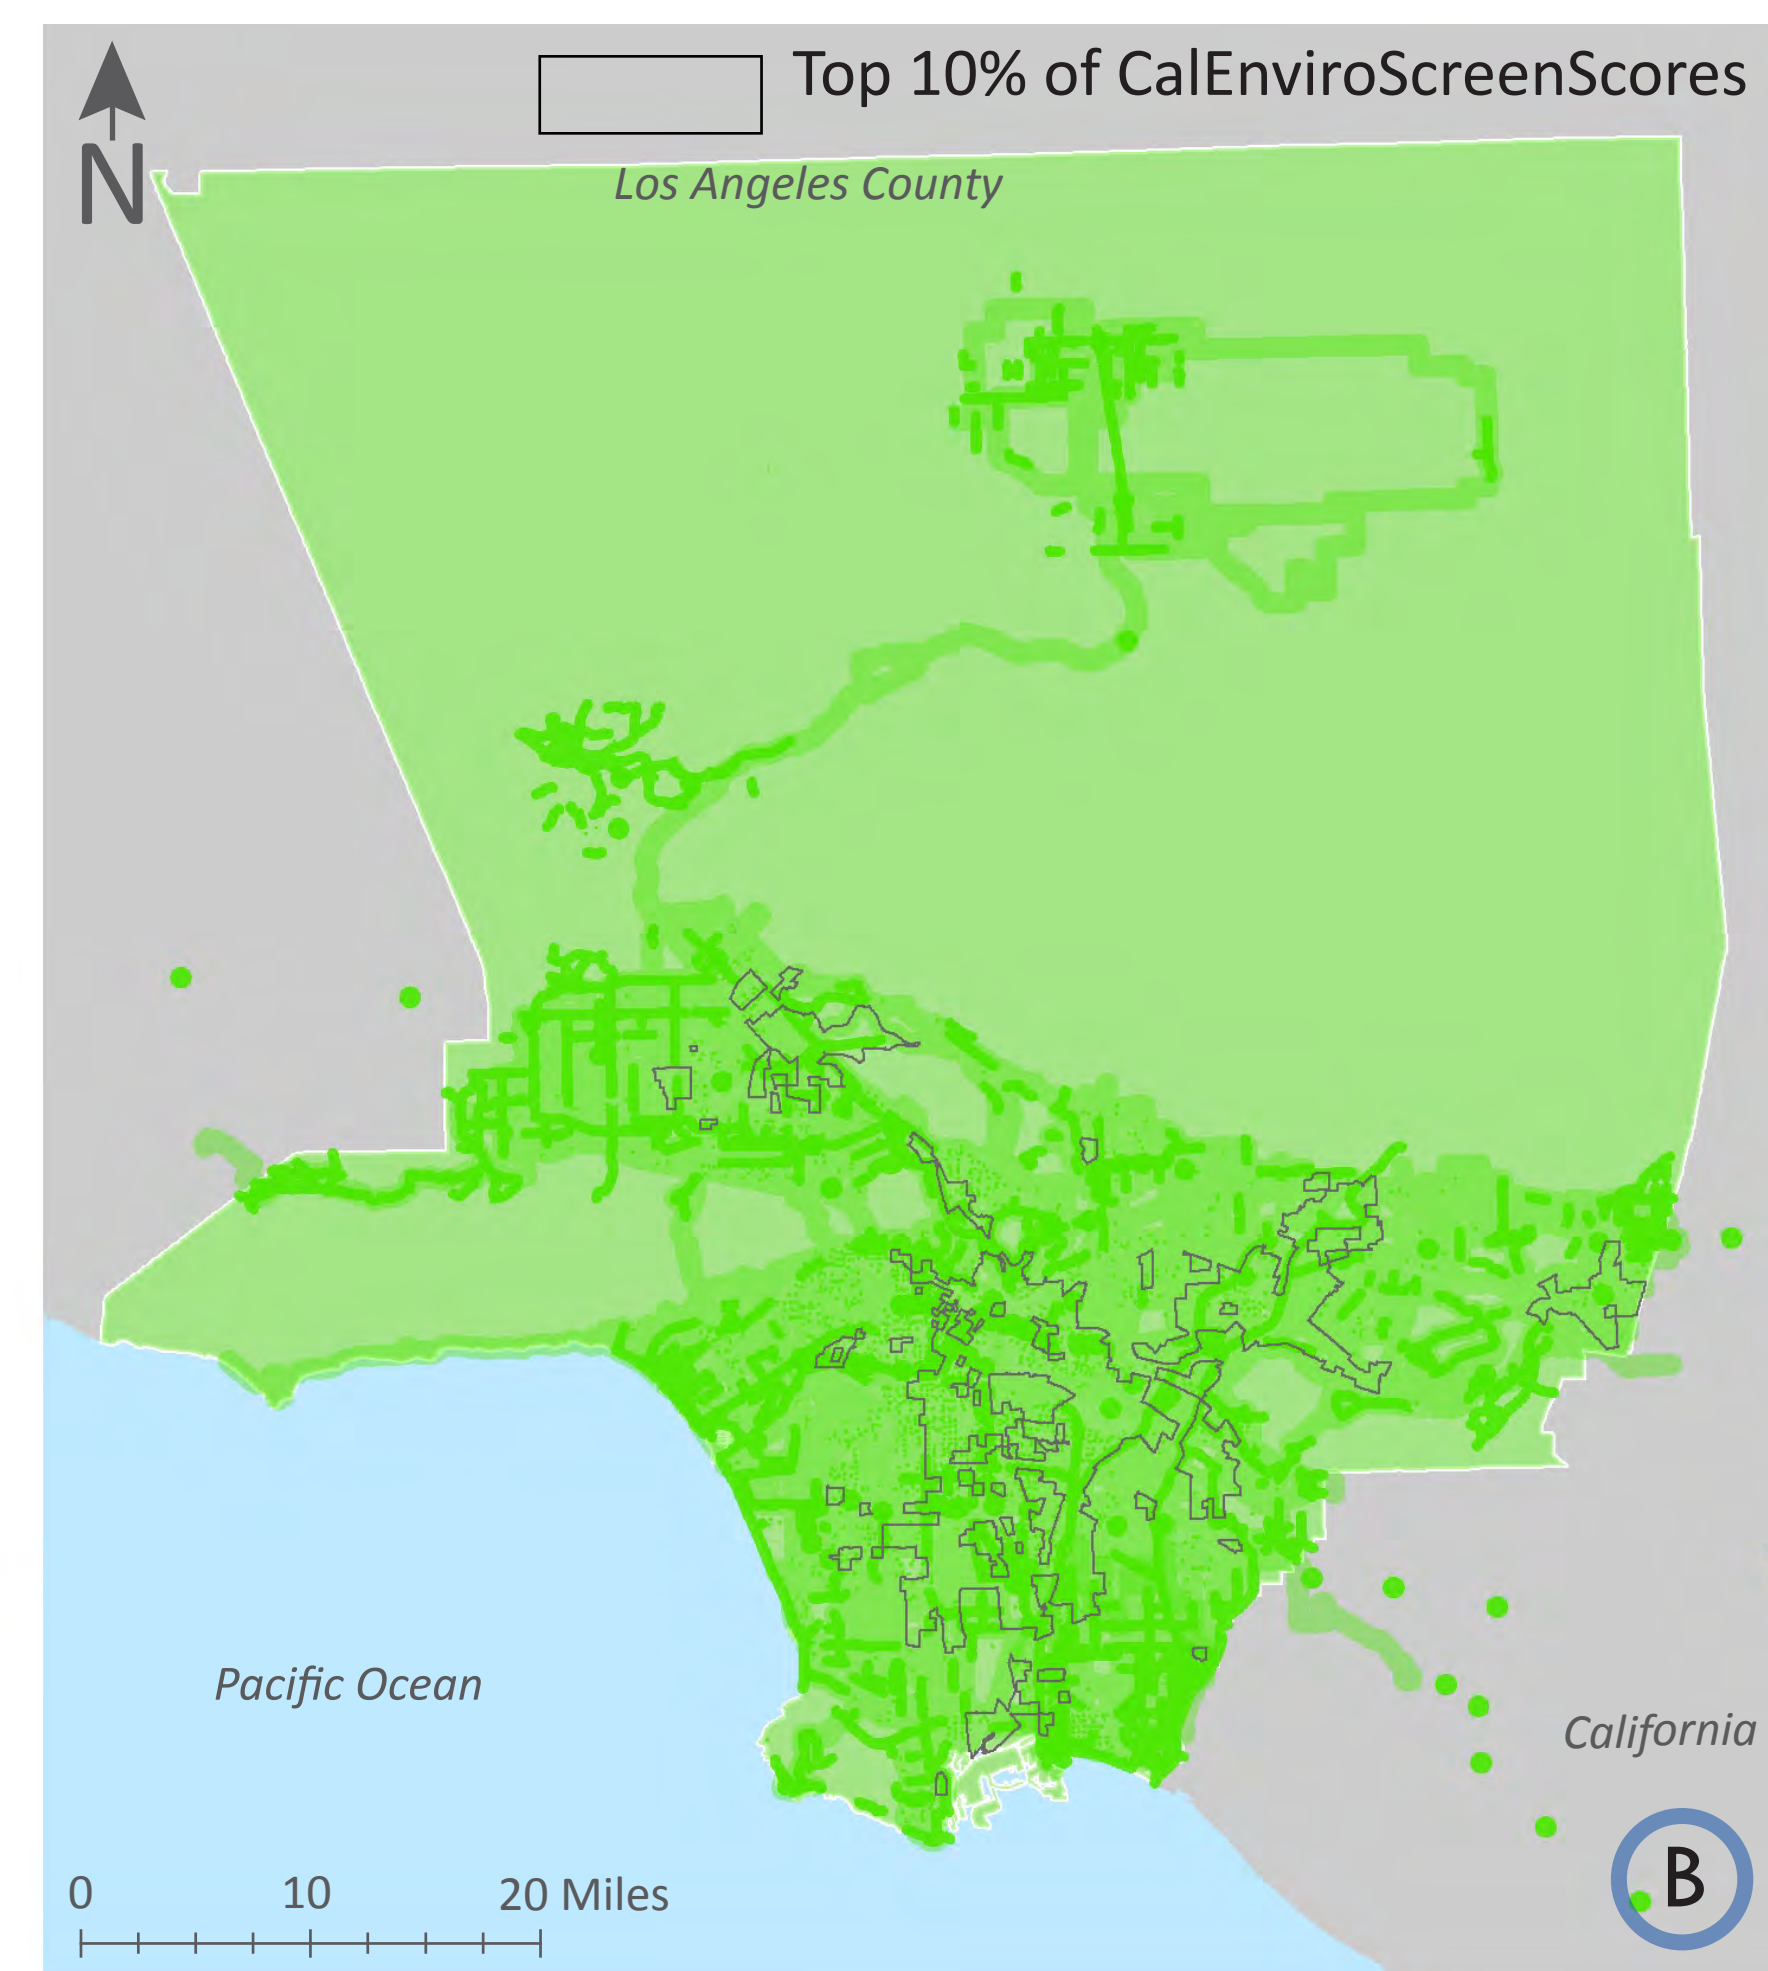 Top 10% of CalEnviroScreenScores
N
Los Angeles County
Pacific Ocean
California
0 10 20 Miles
B